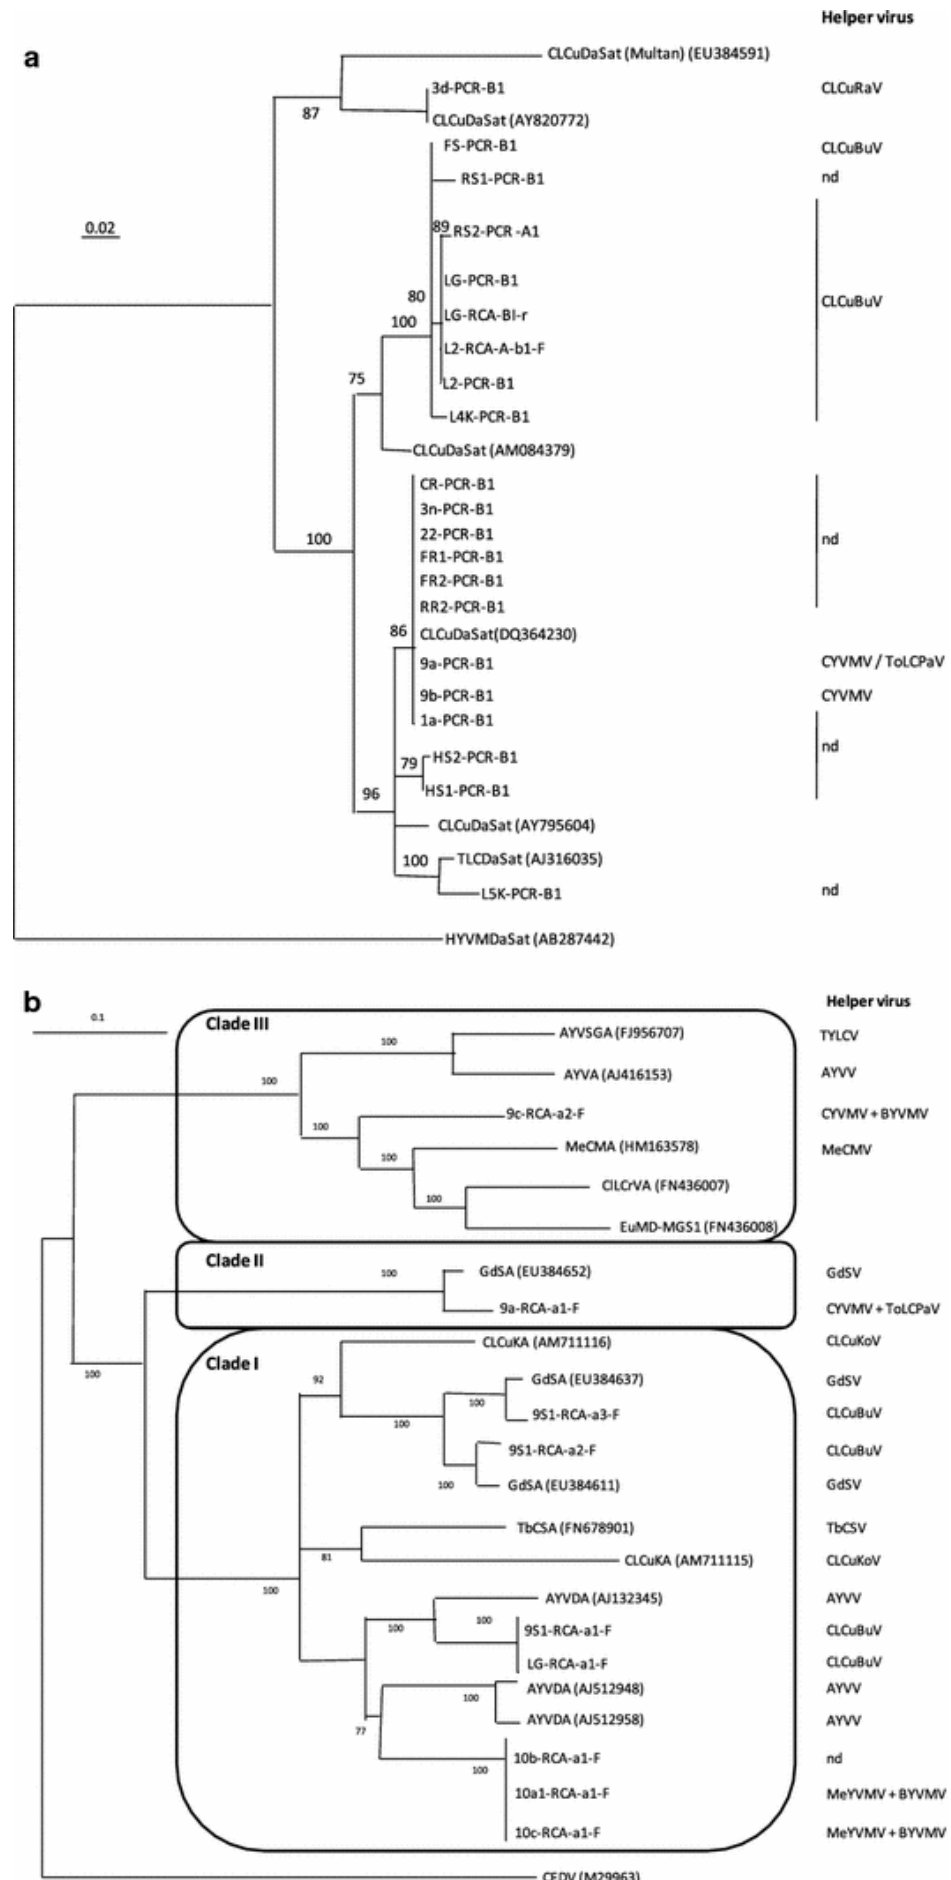 Helper virus
a
CLCuDaSat (Multan) (EU384591)
3d-PCR-B1 CLCuRaV
87
CLCuDaSat (AY820772)
FS-PCR-B1 CLCuBuV
RS1-PCR-B1 nd
0.02
89 RS2-PCR -A1
LG-PCR-B1
80
CLCuBuV
100 LG-RCA-BI-r
L2-RCA-A-b1-F
75 L2-PCR-B1
L4K-PCR-B1
CLCuDaSat (AM084379)
CR-PCR-B1
3n-PCR-B1
22-PCR-B1
100 nd
FR1-PCR-B1
FR2-PCR-B1
RR2-PCR-B1
86 CLCuDaSat(DQ364230)
9a-PCR-B1 CYVMV / ToLCPaV
9b-PCR-B1 CYVMV
1a-PCR-B1
nd
79 HS2-PCR-B1
96 HS1-PCR-B1
CLCuDaSat (AY795604)
100 TLCDaSat (AJ316035)
L5K-PCR-B1 nd
HYVMDaSat (AB287442)
b Helper virus
0.1
Clade III
AYVSGA (FJ956707) TYLCV
100
AYVA (AJ416153) AYVV
100
9c-RCA-a2-F CYVMV + BYVMV
100
MeCMA (HM163578) MeCMV
100
ClLCrVA (FN436007)
100
EuMD-MGS1 (FN436008)
Clade II
100 GdSA (EU384652) GdSV
9a-RCA-a1-F CYVMV + ToLCPaV
CLCuKA (AM711116) CLCuKoV
Clade I
100
92 GdSA (EU384637) GdSV
100
9S1-RCA-a3-F CLCuBuV
100
9S1-RCA-a2-F CLCuBuV
100 GdSA (EU384611) GdSV
TbCSA (FN678901) TbCSV
81 CLCuKA (AM711115) CLCuKoV
100
AYVDA (AJ132345) AYVV
100 100 9S1-RCA-a1-F CLCuBuV
LG-RCA-a1-F CLCuBuV
AYVDA (AJ512948) AYVV
100
AYVDA (AJ512958) AYVV
77
10b-RCA-a1-F nd
100
10a1-RCA-a1-F MeYVMV + BYVMV
10c-RCA-a1-F MeYVMV + BYVMV
CFDV (M29963)